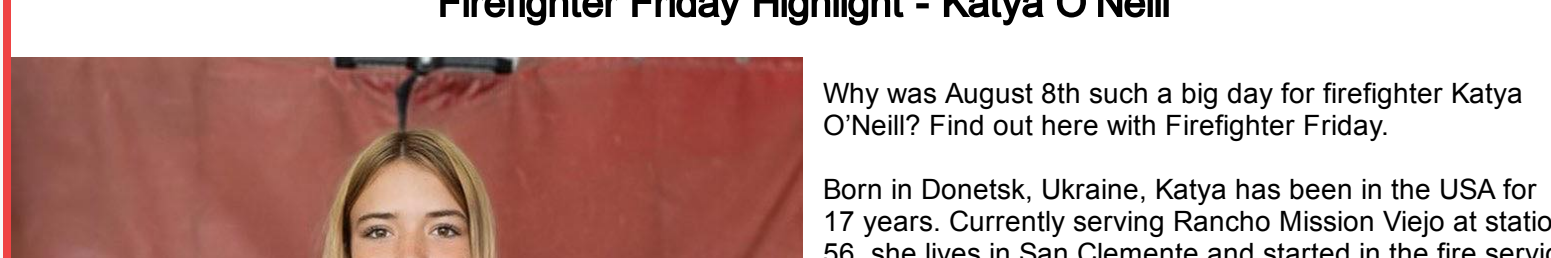 Firefighter Friday Highlight - Katya O'Neill
Why was August 8th such a big day for firefighter Katya
O’Neill? Find out here with Firefighter Friday.
Born in Donetsk, Ukraine, Katya has been in the USA for
17 years. Currently serving Rancho Mission Viejo at statio
56, she lives in San Clemente and started in the fire servic